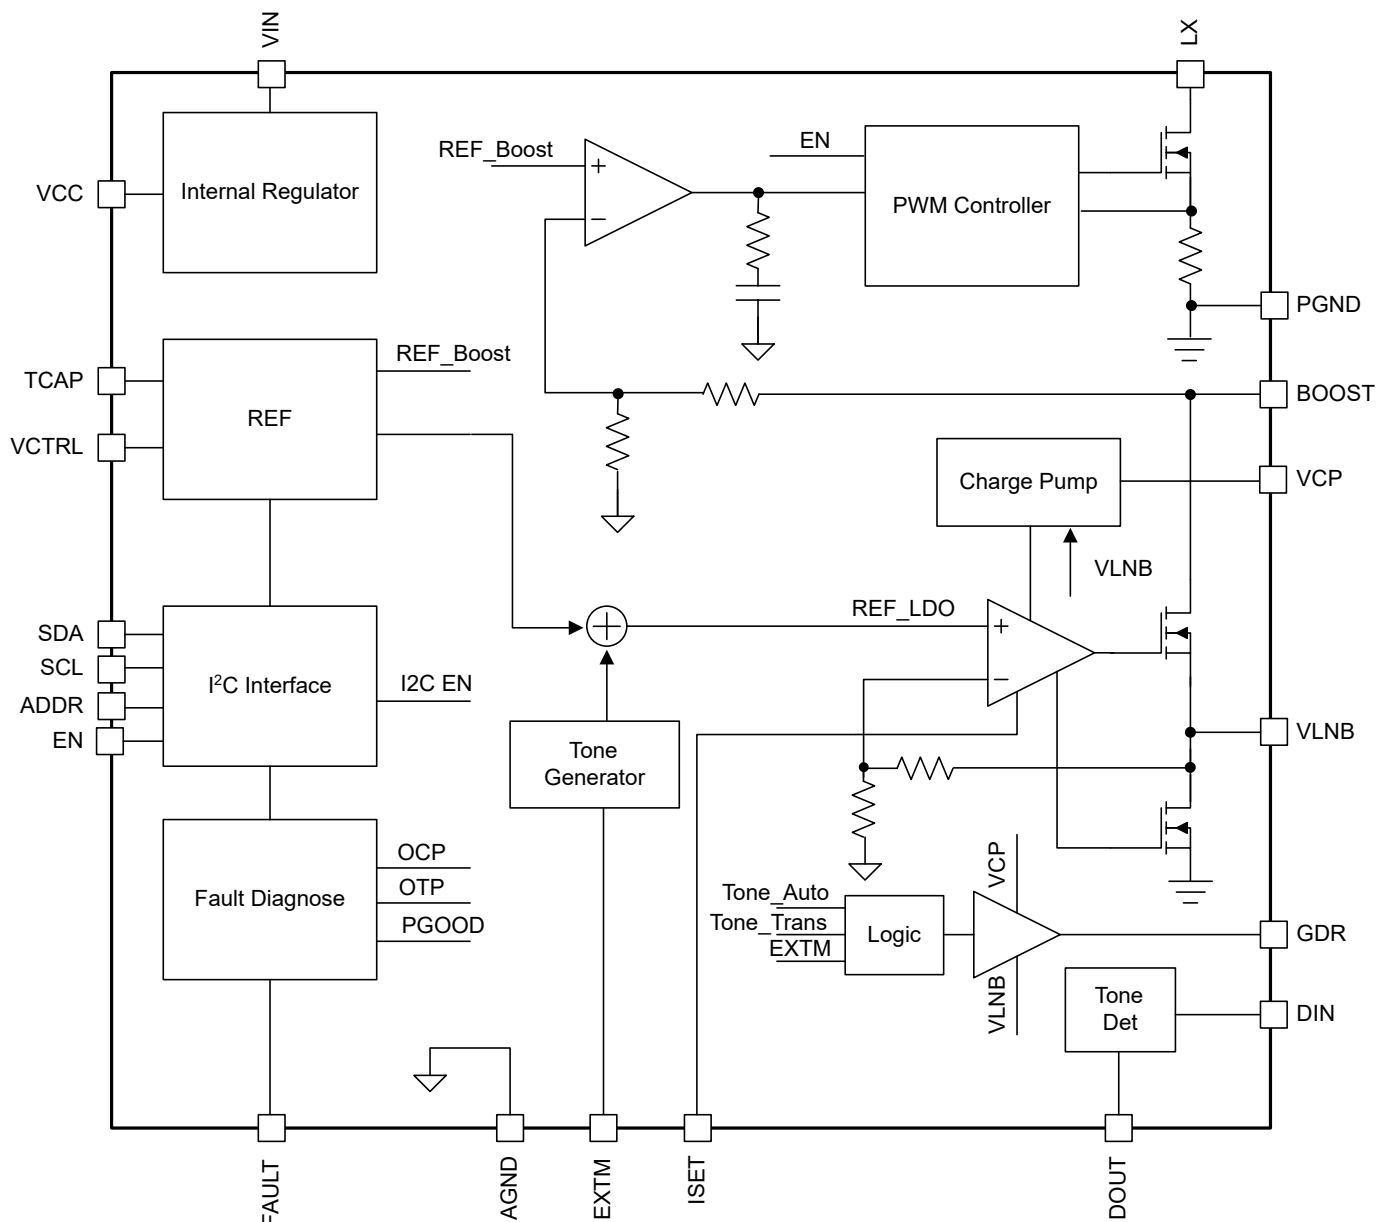 VIN
LX
VCC
Internal Regulator
REF_Boost
+
−
EN
PWM Controller
PGND
TCAP
VCTRL
REF
REF_Boost
BOOST
Charge Pump
VCP
VLNB
SDA
SCL
ADDR
EN
I²C Interface
I2C EN
REF_LDO
+
−
Tone
Generator
VLNB
Fault Diagnose
OCP
OTP
PGOOD
Tone_Auto
Tone_Trans
EXTM
Logic
VCP
VLNB
GDR
Tone
Det
DIN
FAULT
AGND
EXTM
ISET
DOUT